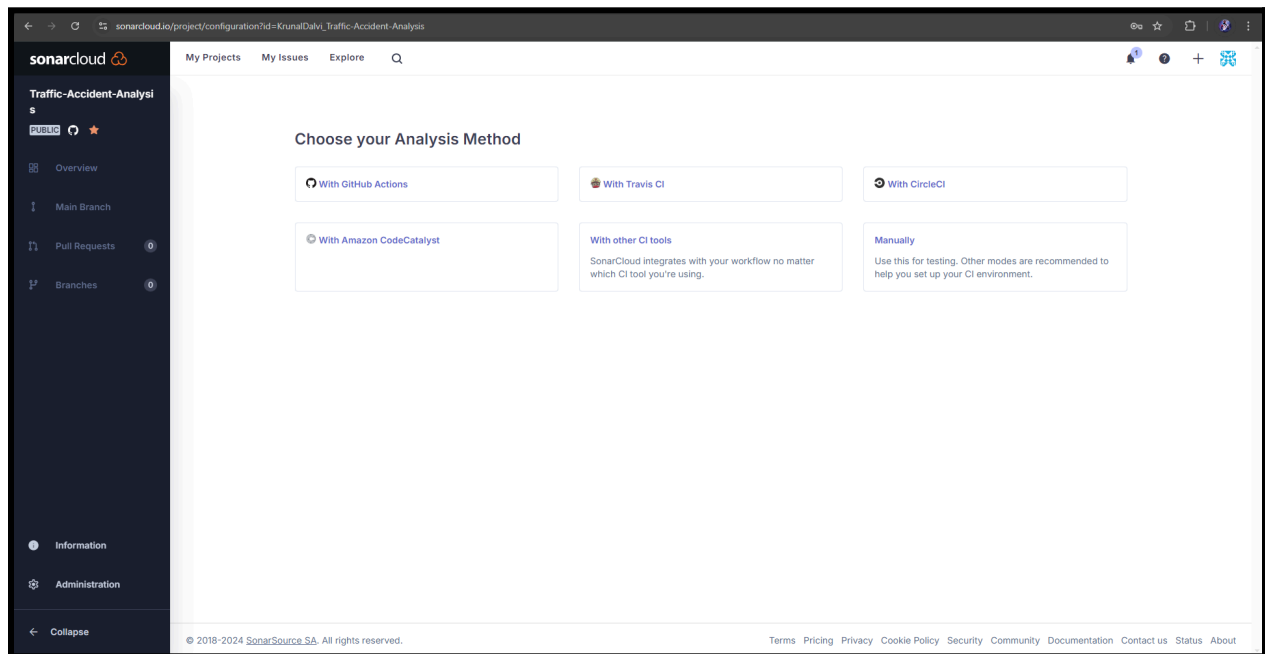 sonarcloud.io/project/configuration?id=KrunalDalvi_Traffic-Accident-Analysis
sonarcloud
My Projects My Issues Explore
1
Traffic-Accident-Analysi
s
PUBLIC
Overview
Main Branch
Pull Requests 0
Branches 0
Information
Administration
Collapse
Choose your Analysis Method
With GitHub Actions
With Travis CI
With CircleCI
With Amazon CodeCatalyst
With other CI tools
SonarCloud integrates with your workflow no matter
which CI tool you're using.
Manually
Use this for testing. Other modes are recommended to
help you set up your CI environment.
© 2018-2024 SonarSource SA. All rights reserved.
Terms Pricing Privacy Cookie Policy Security Community Documentation Contact us Status About